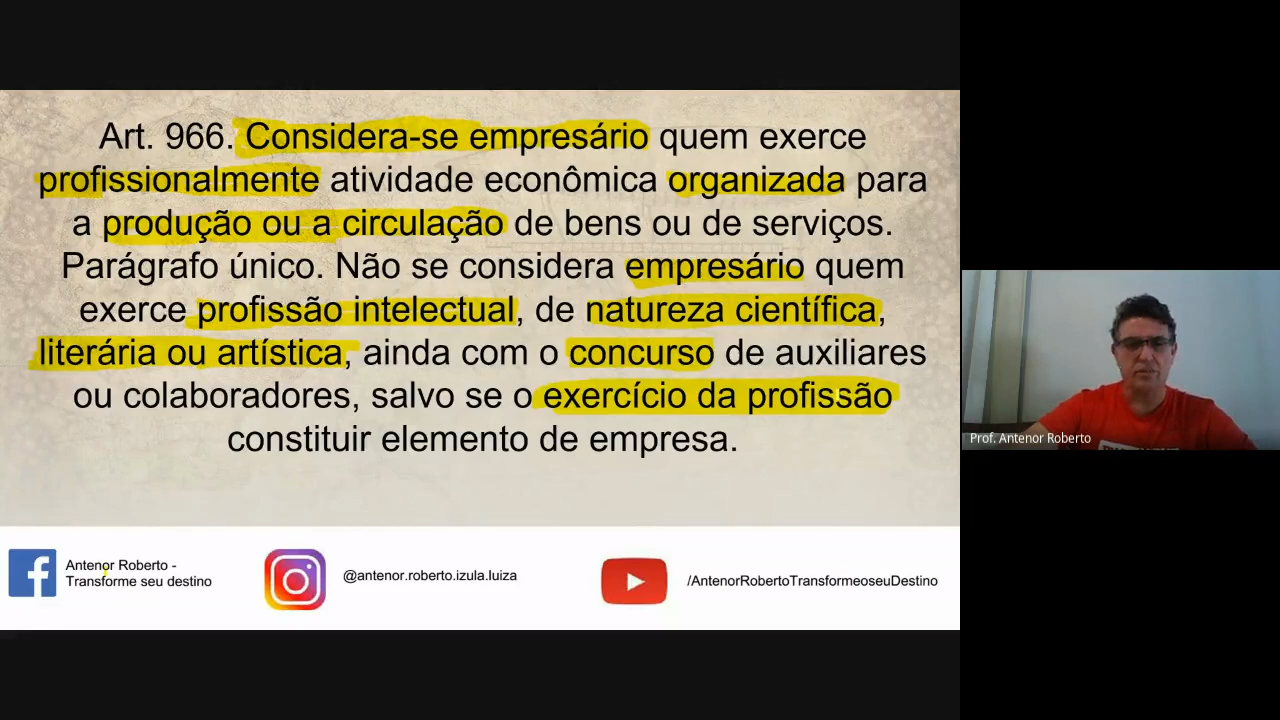 Art. 966. Considera-se empresário quem exerce
profissionalmente atividade econômica organizada para
a produção ou a circulação de bens ou de serviços.
Parágrafo único. Não se considera empresário quem
exerce profissão intelectual, de natureza científica,
literária ou artística, ainda com o concurso de auxiliares
ou colaboradores, salvo se o exercício da profissão
constituir elemento de empresa.
Antenor Roberto -
Transforme seu destino
@antenor.roberto.izula.luiza
/AntenorRobertoTransformeoseuDestino
Prof. Antenor Roberto